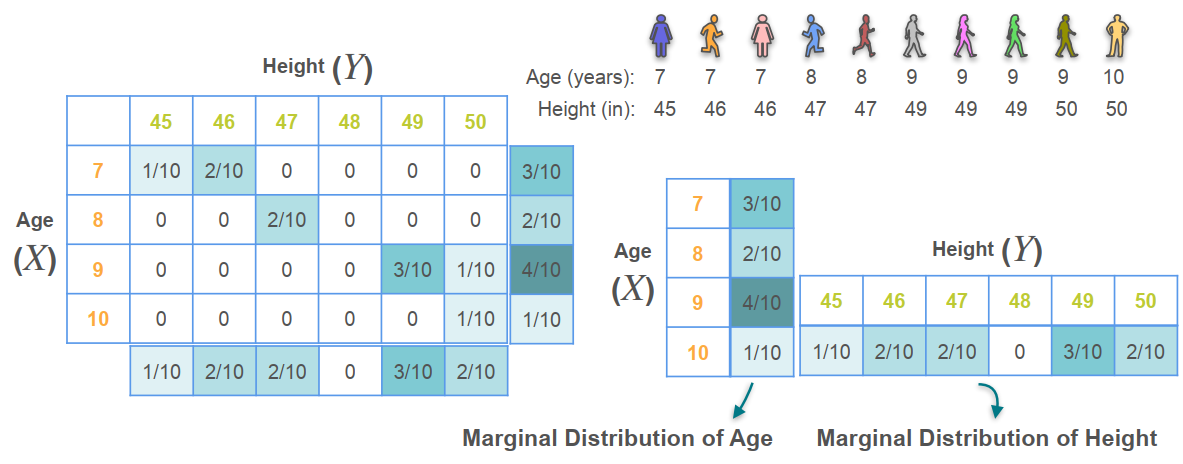 Age (years): 7 7 7 8 8 9 9 9 9 10
Height (in): 45 46 46 47 47 49 49 49 50 50
Height (Y)
45 46 47 48 49 50
7 1/10 2/10 0 0 0 0 3/10
8 0 0 2/10 0 0 0 2/10
9 0 0 0 0 3/10 1/10 4/10
10 0 0 0 0 0 1/10 1/10
1/10 2/10 2/10 0 3/10 2/10
Age
(X)
7 3/10
8 2/10
9 4/10
10 1/10
Age
(X)
Height (Y)
45 46 47 48 49 50
1/10 2/10 2/10 0 3/10 2/10
Marginal Distribution of Age
Marginal Distribution of Height